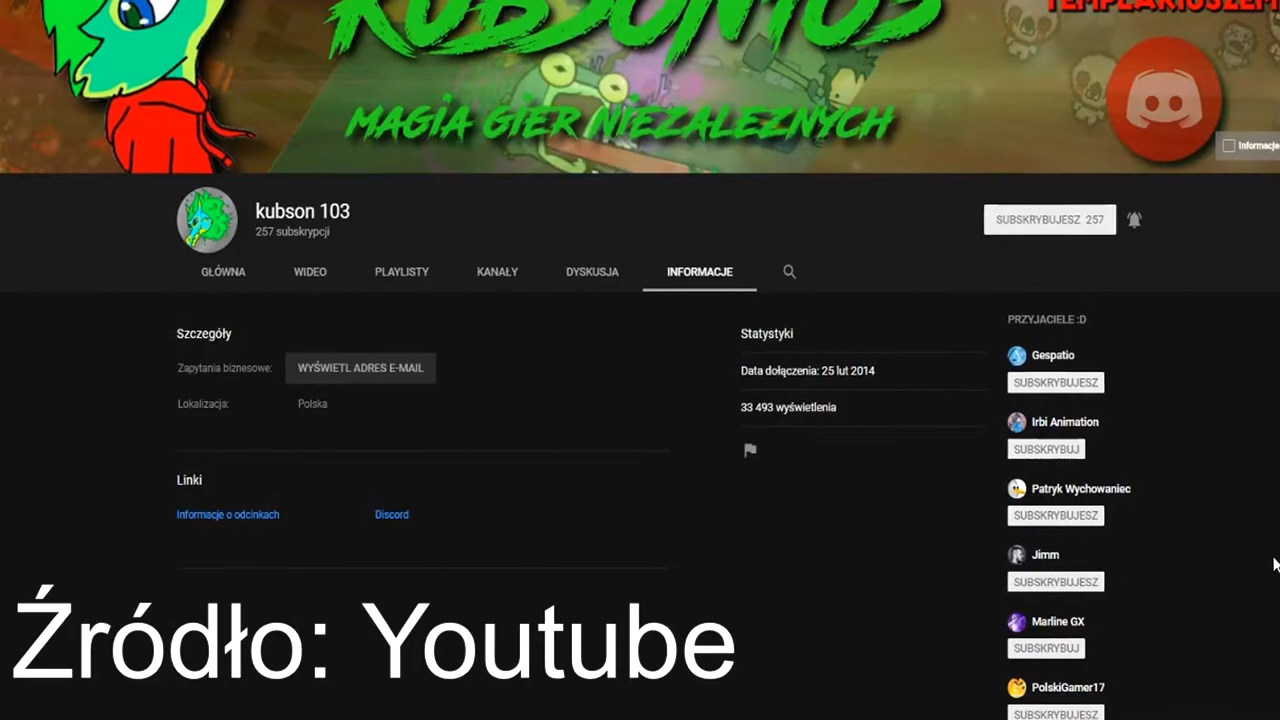 KUBSON103
TEMPLARIUSZEM
MAGIA GIER NIEZALEZNYCH
Informacje
kubson 103
257 subskrypcji
SUBSKRYBUJESZ 257
GŁÓWNA WIDEO PLAYLISTY KANAŁY DYSKUSJA INFORMACJE
Szczegóły
Zapytania biznesowe: WYŚWIETL ADRES E-MAIL
Lokalizacja: Polska
Linki
Informacje o odcinkach Discord
Statystyki
Data dołączenia: 25 lut 2014
33 493 wyświetlenia
PRZYJACIELE :D
Gespatio
SUBSKRYBUJESZ
Irbi Animation
SUBSKRYBUJ
Patryk Wychowaniec
SUBSKRYBUJESZ
Jimm
SUBSKRYBUJESZ
Marline GX
SUBSKRYBUJ
PolskiGamer17
SUBSKRYBUJESZ
Źródło: Youtube